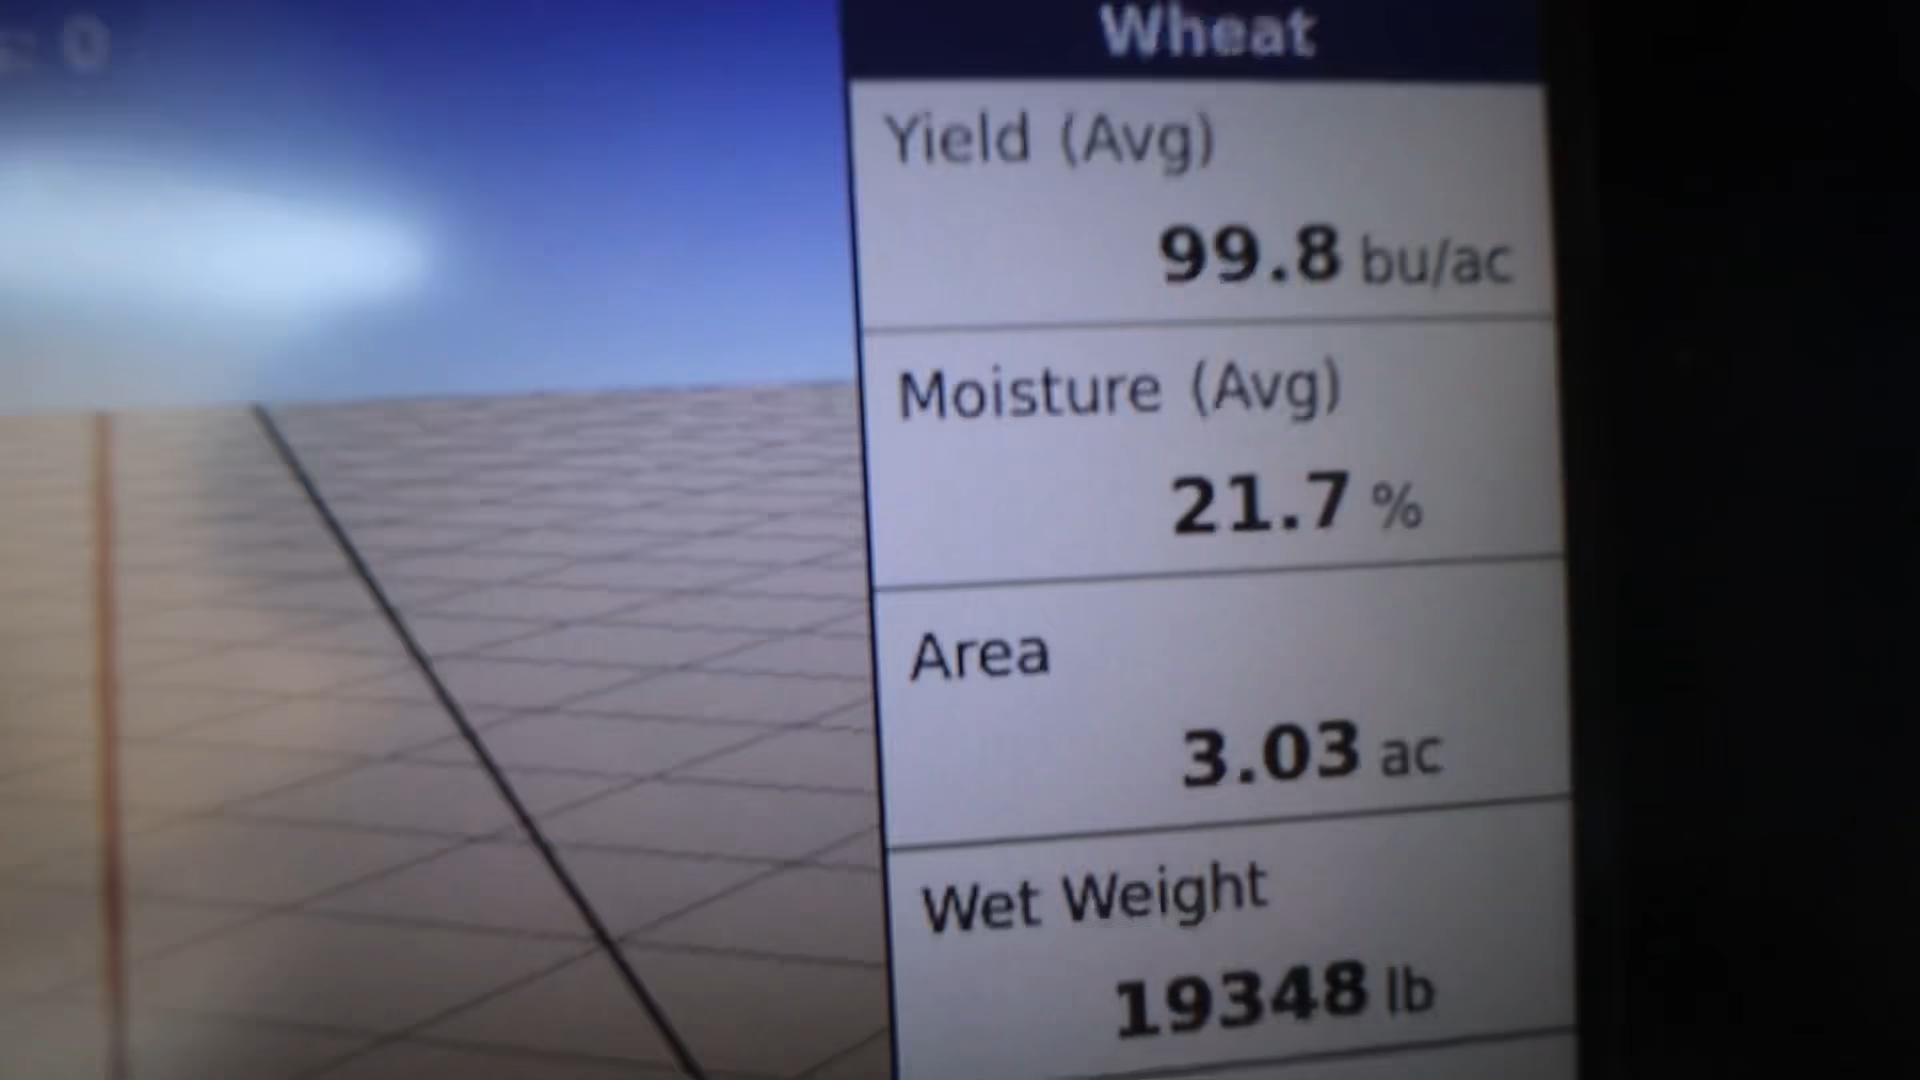 Wheat
Yield (Avg)
99.8 bu/ac
Moisture (Avg)
21.7 %
Area
3.03 ac
Wet Weight
19348 lb